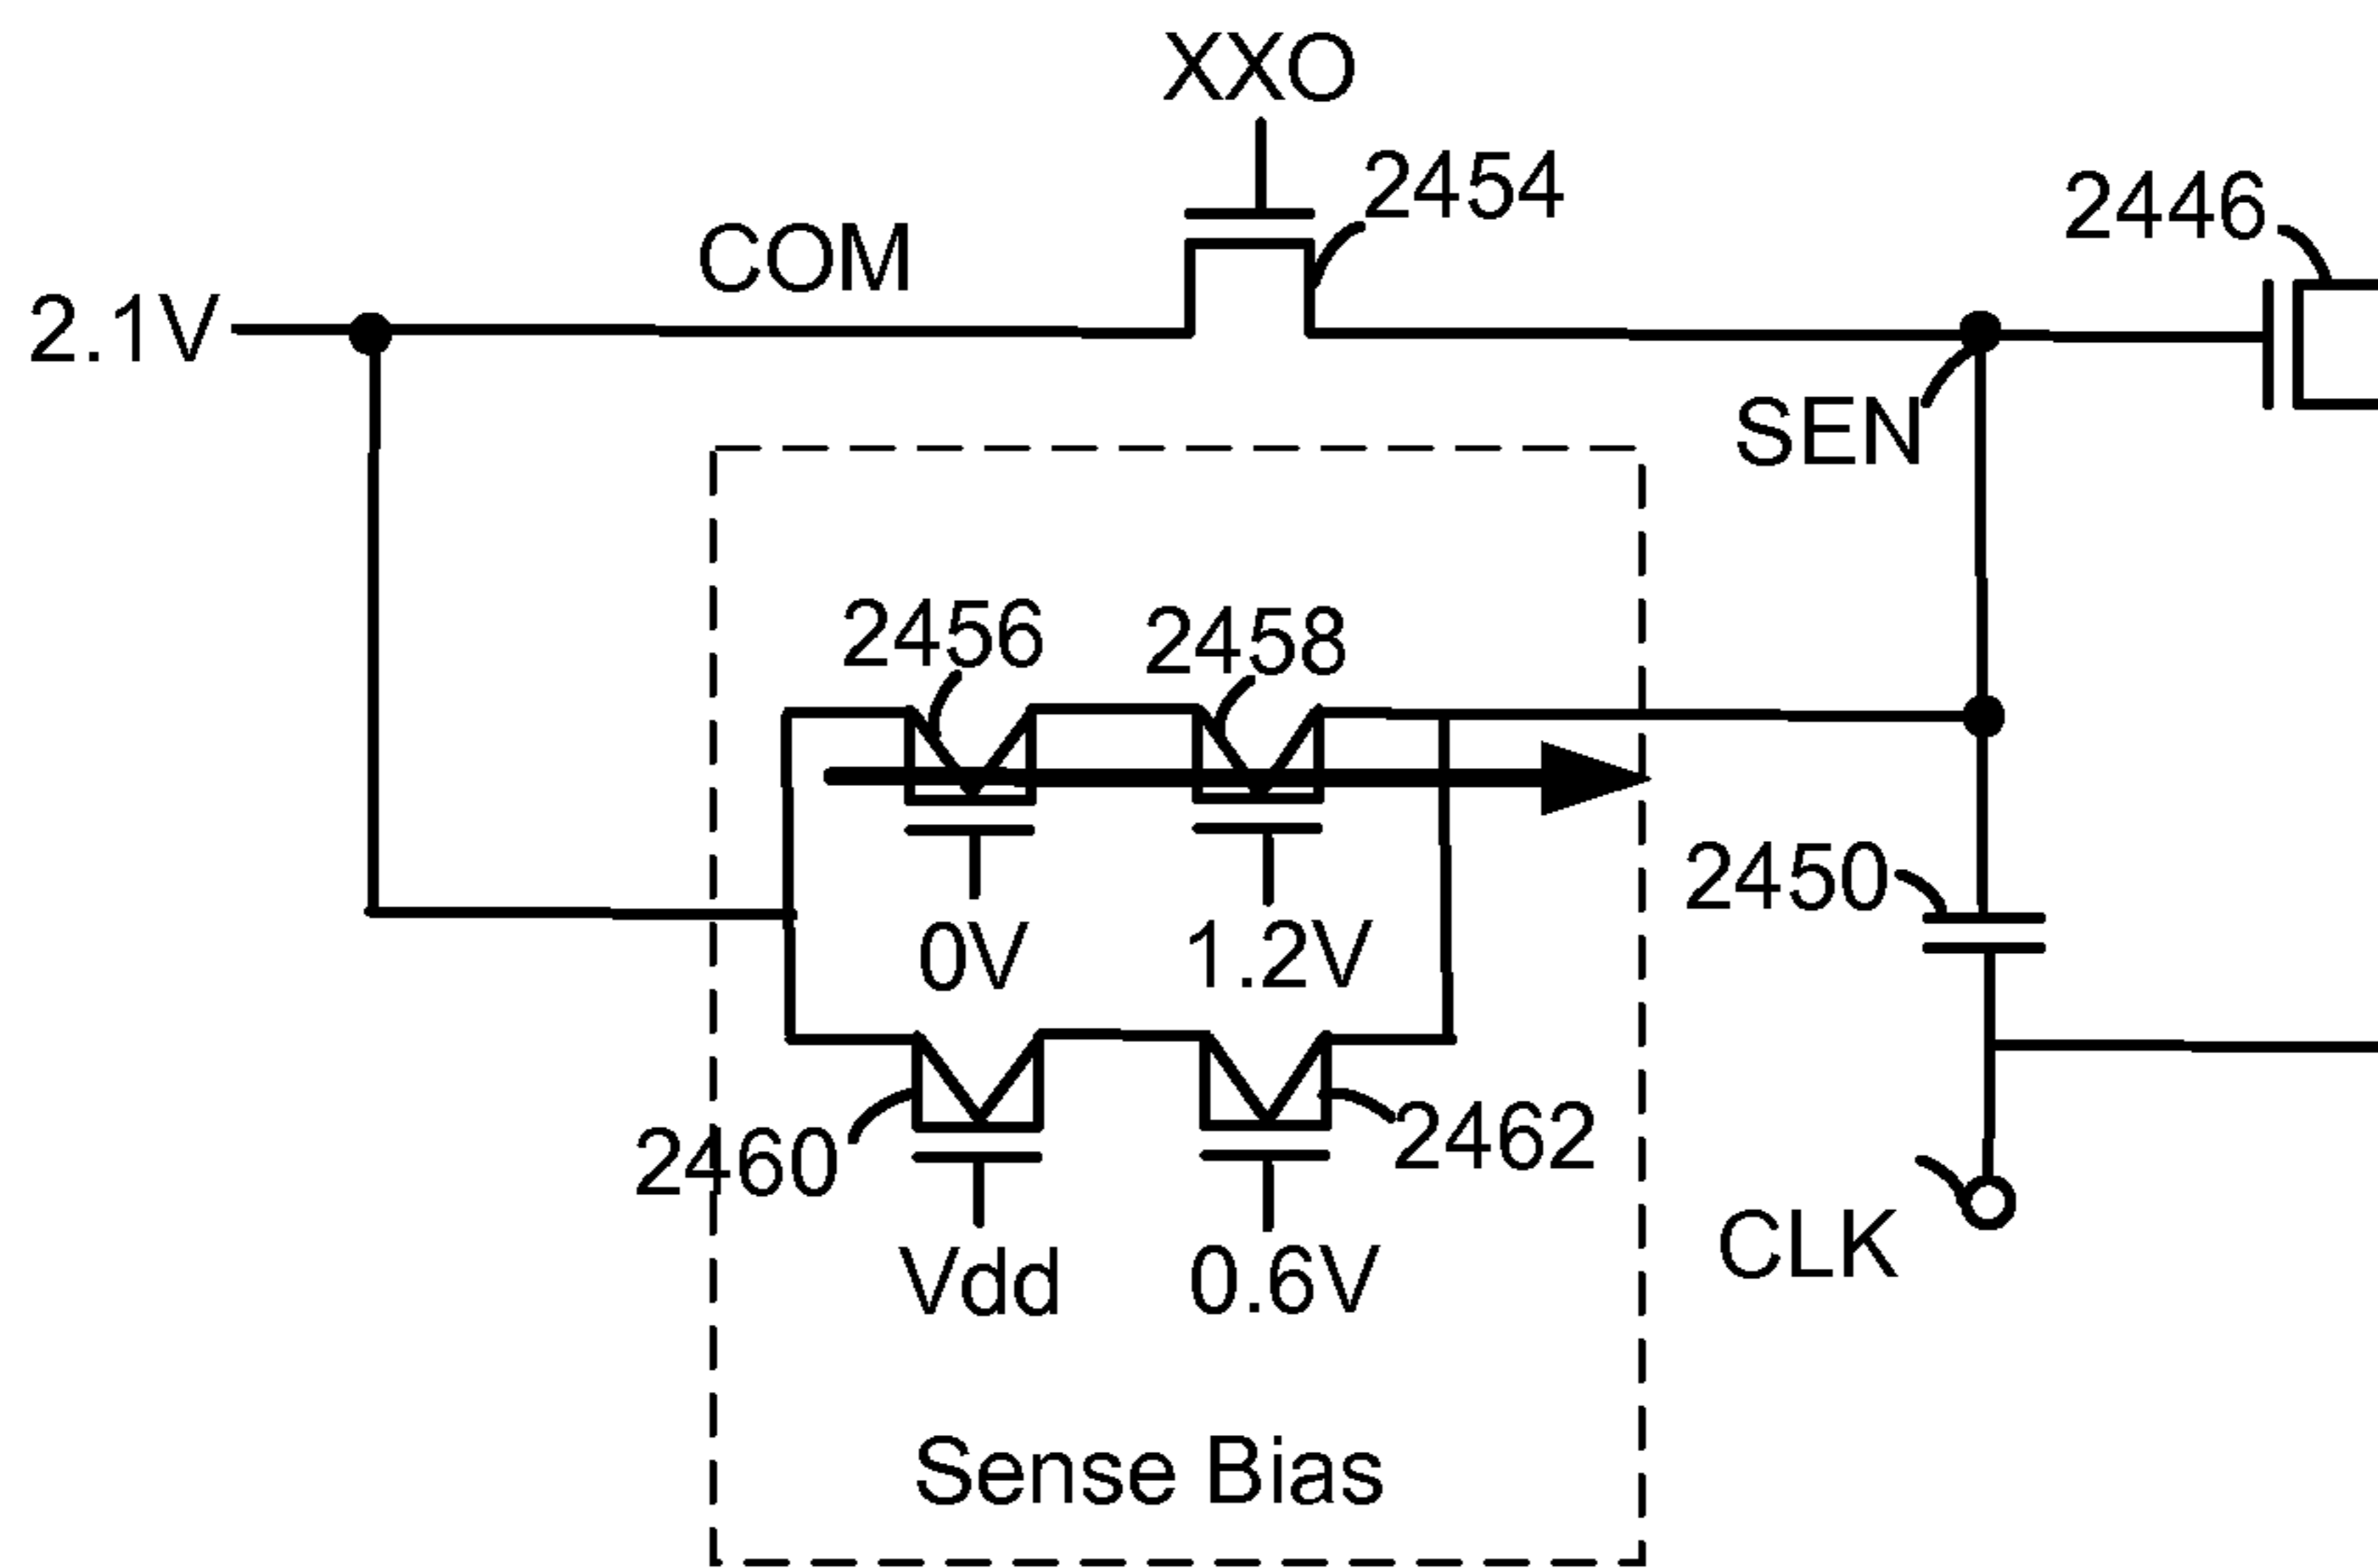 XXO
2454
2446
COM
2.1V
SEN
2456
2458
2450
0V
1.2V
2460
2462
CLK
Vdd
0.6V
Sense Bias